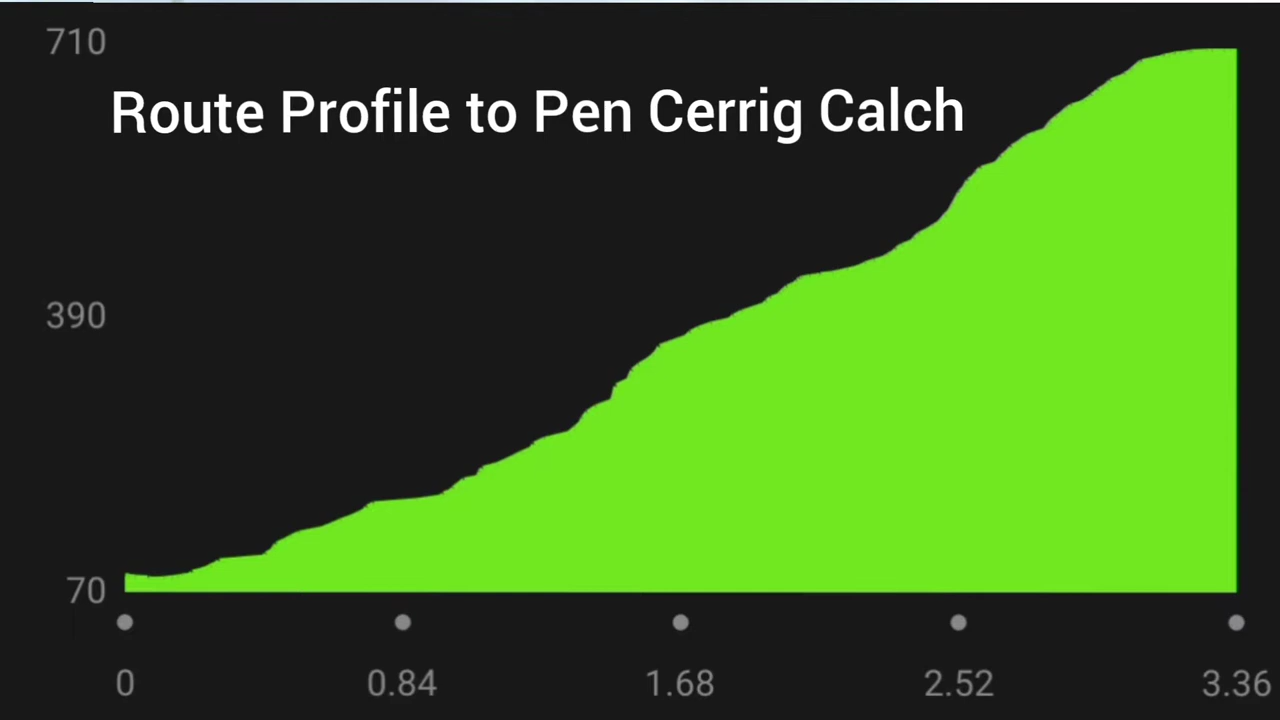 710
Route Profile to Pen Cerrig Calch
390
70
0 0.84 1.68 2.52 3.36